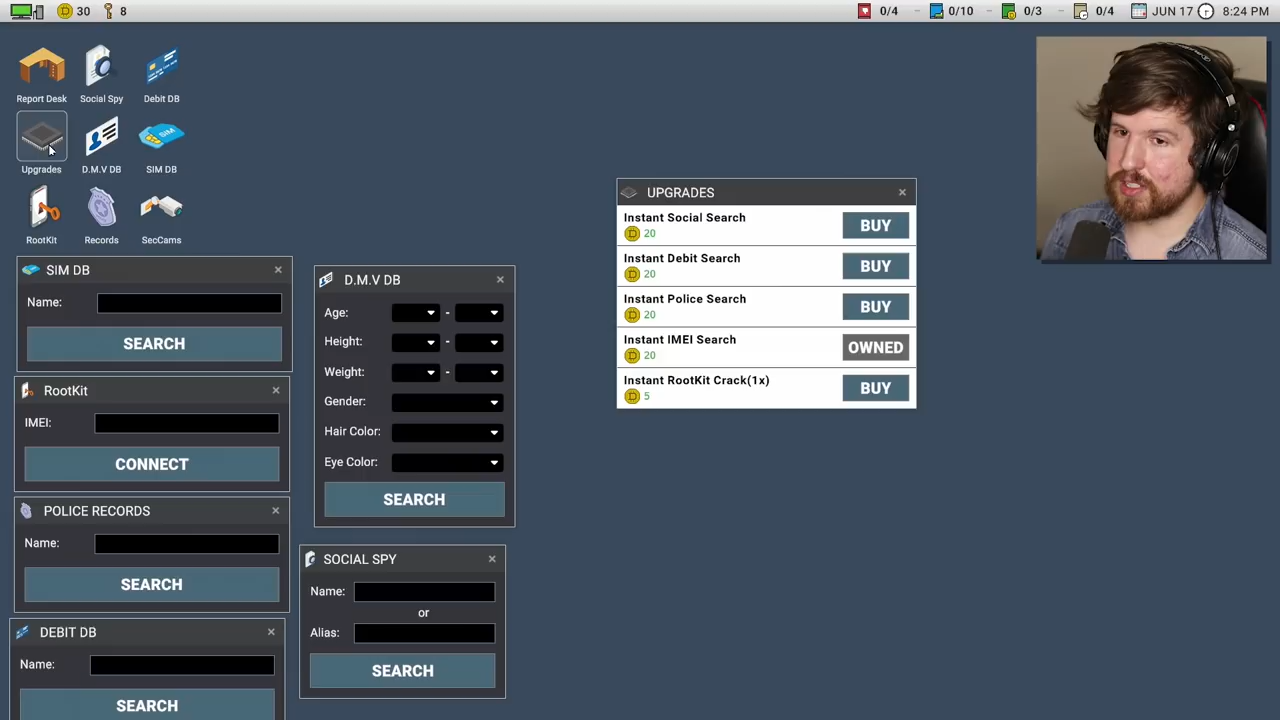 30 8 0/4 - 0/10 - 0/3 - 0/4 JUN 17 8:24 PM
Report Desk Social Spy Debit DB
SIM
Upgrades D.M.V DB SIM DB
RootKit Records SecCams
SIM DB ×
Name:
SEARCH
RootKit ×
IMEI:
CONNECT
POLICE RECORDS ×
Name:
SEARCH
DEBIT DB ×
Name:
SEARCH
D.M.V DB ×
Age: -
Height: -
Weight: -
Gender:
Hair Color:
Eye Color:
SEARCH
SOCIAL SPY ×
Name:
or
Alias:
SEARCH
UPGRADES ×
Instant Social Search
20 BUY
Instant Debit Search
20 BUY
Instant Police Search
20 BUY
Instant IMEI Search
20 OWNED
Instant RootKit Crack(1x)
5 BUY